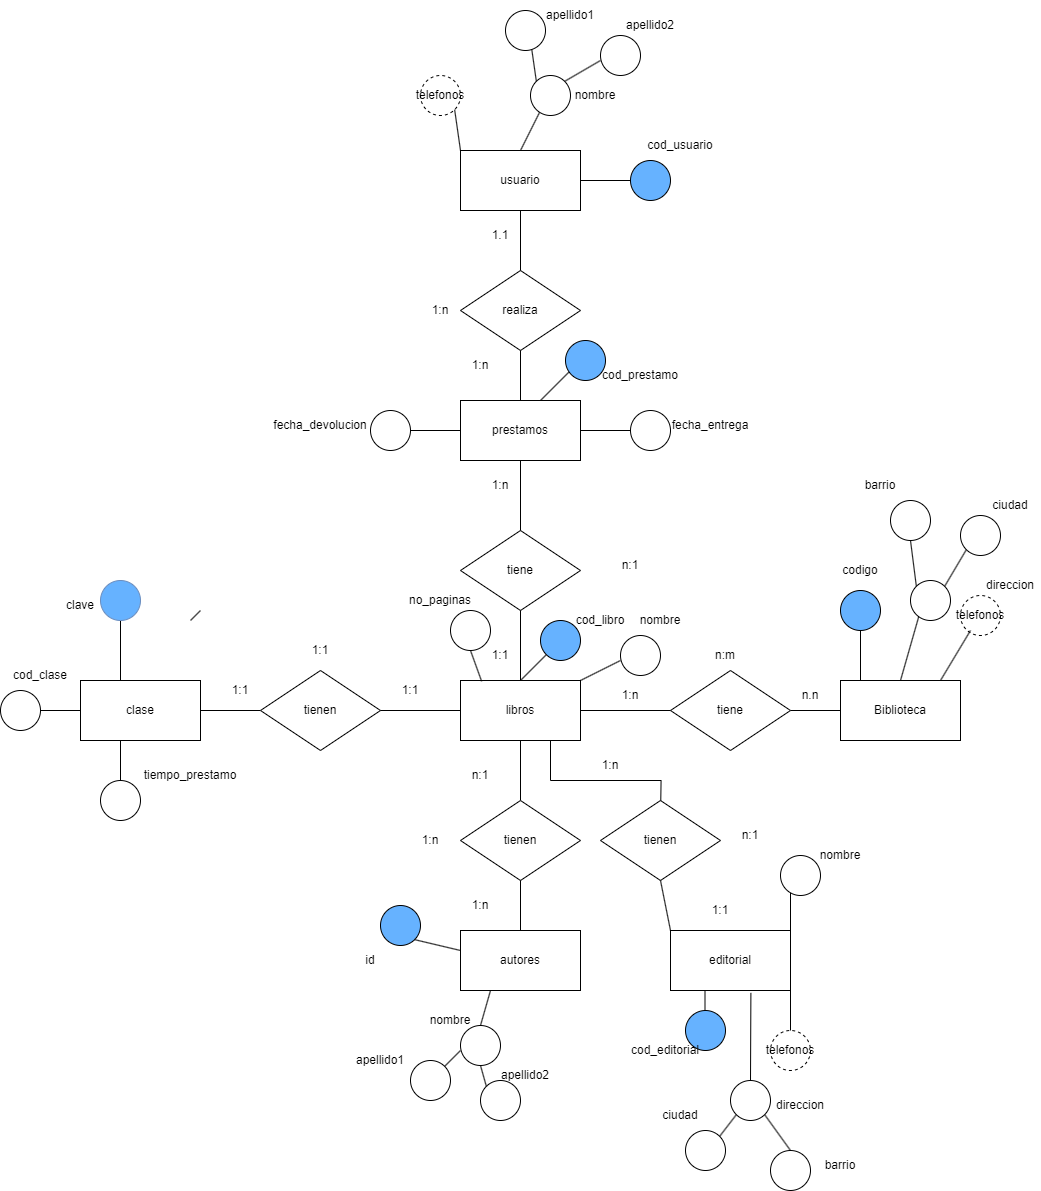 apellido1
apellido2
telefonos
nombre
cod_usuario
usuario
1.1
1:n
realiza
1:n
cod_prestamo
fecha_devolucion
prestamos
fecha_entrega
1:n
barrio
ciudad
tiene
n:1
codigo
direccion
no_paginas
clave
cod_libro
nombre
telefonos
1:1
1:1
n:m
cod_clase
1:1
1:1
1:n
n.n
clase
tienen
libros
tiene
Biblioteca
tiempo_prestamo
n:1
1:n
1:n
tienen
tienen
n:1
nombre
1:n
1:1
id
autores
editorial
nombre
cod_editorial
telefonos
apellido1
apellido2
ciudad
direccion
barrio